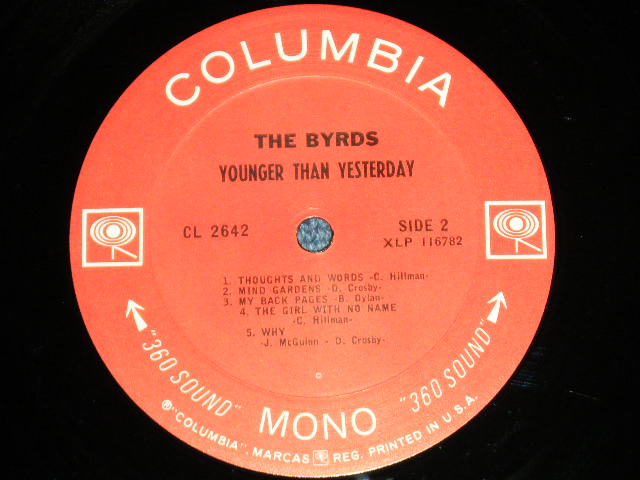 COLUMBIA
THE BYRDS
YOUNGER THAN YESTERDAY
CL 2642
SIDE 2
XLP 116782
1. THOUGHTS AND WORDS -C. Hillman-
2. MIND GARDENS -D. Crosby-
3. MY BACK PAGES -B. Dylan-
4. THE GIRL WITH NO NAME
-C. Hillman-
5. WHY
-J. McGuinn - D. Crosby-
"360 SOUND" MONO "360 SOUND"
®"COLUMBIA", MARCAS REG. PRINTED IN U.S.A.